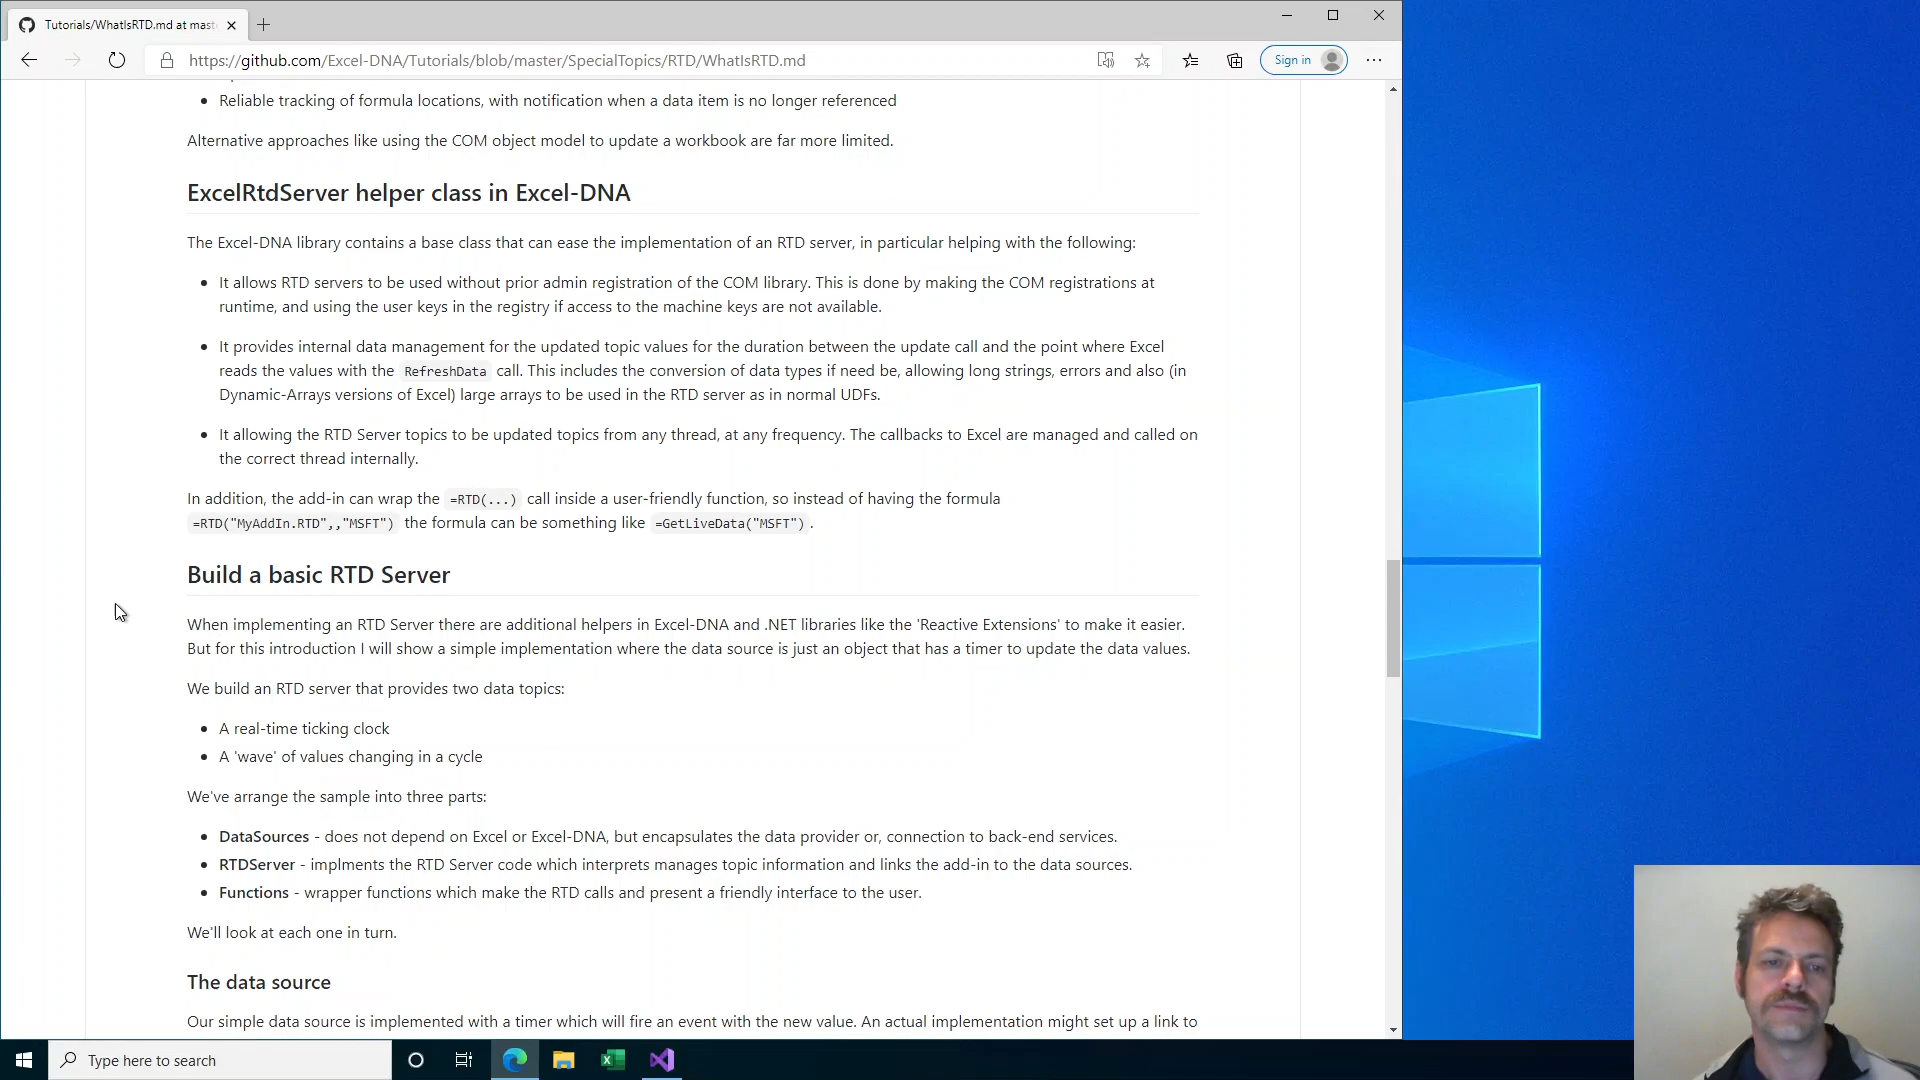 Tutorials/WhatIsRTD.md at mast
https://github.com/Excel-DNA/Tutorials/blob/master/SpecialTopics/RTD/WhatIsRTD.md
Sign in
Reliable tracking of formula locations, with notification when a data item is no longer referenced
Alternative approaches like using the COM object model to update a workbook are far more limited.
ExcelRtdServer helper class in Excel-DNA
The Excel-DNA library contains a base class that can ease the implementation of an RTD server, in particular helping with the following:
It allows RTD servers to be used without prior admin registration of the COM library. This is done by making the COM registrations at
runtime, and using the user keys in the registry if access to the machine keys are not available.
It provides internal data management for the updated topic values for the duration between the update call and the point where Excel
reads the values with the RefreshData call. This includes the conversion of data types if need be, allowing long strings, errors and also (in
Dynamic-Arrays versions of Excel) large arrays to be used in the RTD server as in normal UDFs.
It allowing the RTD Server topics to be updated topics from any thread, at any frequency. The callbacks to Excel are managed and called on
the correct thread internally.
In addition, the add-in can wrap the =RTD(...) call inside a user-friendly function, so instead of having the formula
=RTD("MyAddIn.RTD",,"MSFT") the formula can be something like =GetLiveData("MSFT") .
Build a basic RTD Server
When implementing an RTD Server there are additional helpers in Excel-DNA and .NET libraries like the 'Reactive Extensions' to make it easier.
But for this introduction I will show a simple implementation where the data source is just an object that has a timer to update the data values.
We build an RTD server that provides two data topics:
A real-time ticking clock
A 'wave' of values changing in a cycle
We've arrange the sample into three parts:
DataSources - does not depend on Excel or Excel-DNA, but encapsulates the data provider or, connection to back-end services.
RTDServer - implments the RTD Server code which interprets manages topic information and links the add-in to the data sources.
Functions - wrapper functions which make the RTD calls and present a friendly interface to the user.
We'll look at each one in turn.
The data source
Our simple data source is implemented with a timer which will fire an event with the new value. An actual implementation might set up a link to
Type here to search